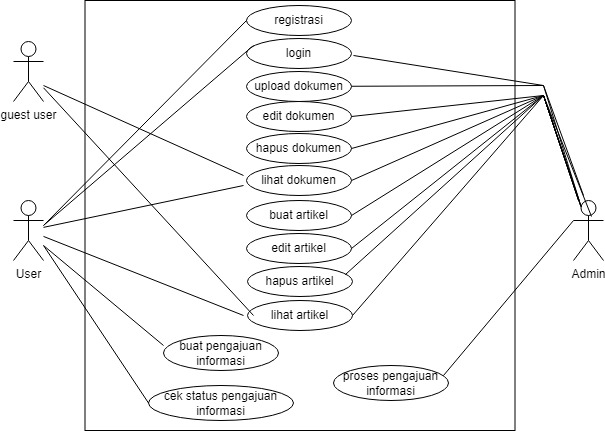 registrasi
login
upload dokumen
edit dokumen
guest user
hapus dokumen
lihat dokumen
buat artikel
edit artikel
User
Admin
hapus artikel
lihat artikel
buat pengajuan
informasi
proses pengajuan
informasi
cek status pengajuan
informasi